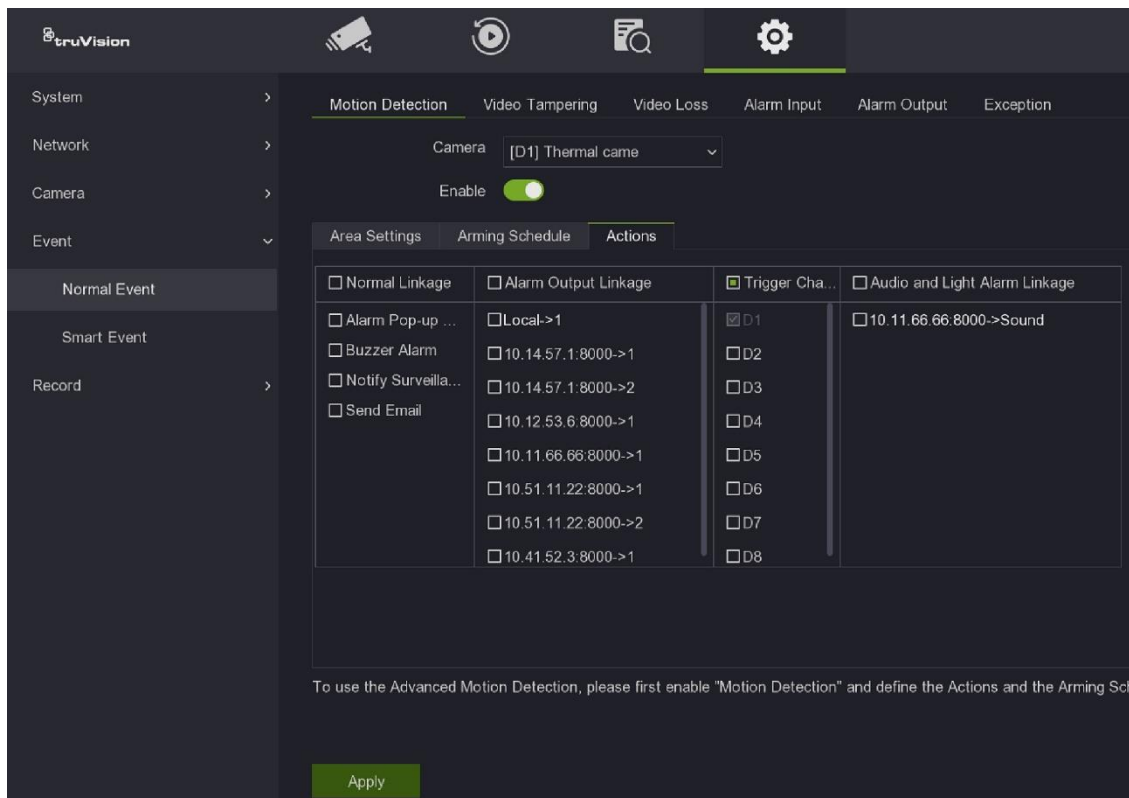 truVision
System
Network
Camera
Event
Normal Event
Smart Event
Record
Motion Detection Video Tampering Video Loss Alarm Input Alarm Output Exception
Camera [D1] Thermal came
Enable
Area Settings Arming Schedule Actions
Normal Linkage Alarm Output Linkage Trigger Cha... Audio and Light Alarm Linkage
Alarm Pop-up ... Local->1 D1 10.11.66.66:8000->Sound
Buzzer Alarm 10.14.57.1:8000->1 D2
Notify Surveilla... 10.14.57.1:8000->2 D3
Send Email 10.12.53.6:8000->1 D4
10.11.66.66:8000->1 D5
10.51.11.22:8000->1 D6
10.51.11.22:8000->2 D7
10.41.52.3:8000->1 D8
To use the Advanced Motion Detection, please first enable "Motion Detection" and define the Actions and the Arming Sch
Apply